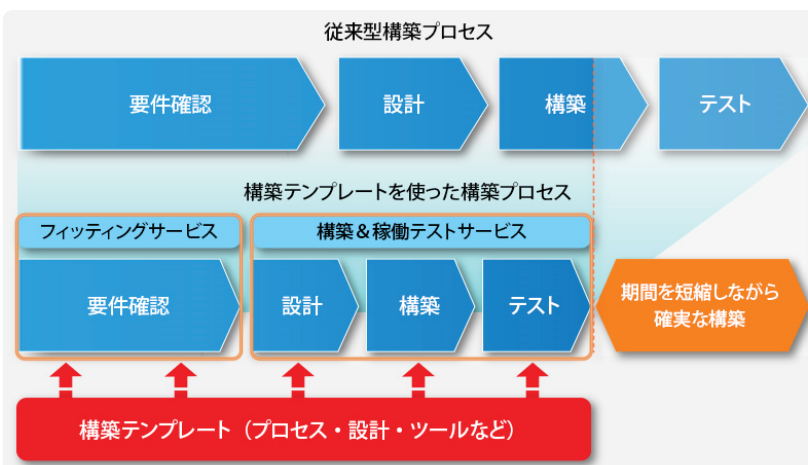 従来型構築プロセス
要件確認
設計
構築
テスト
構築テンプレートを使った構築プロセス
フィッティングサービス
構築&稼働テストサービス
要件確認
設計
構築
テスト
期間を短縮しながら
確実な構築
構築テンプレート（プロセス・設計・ツールなど）